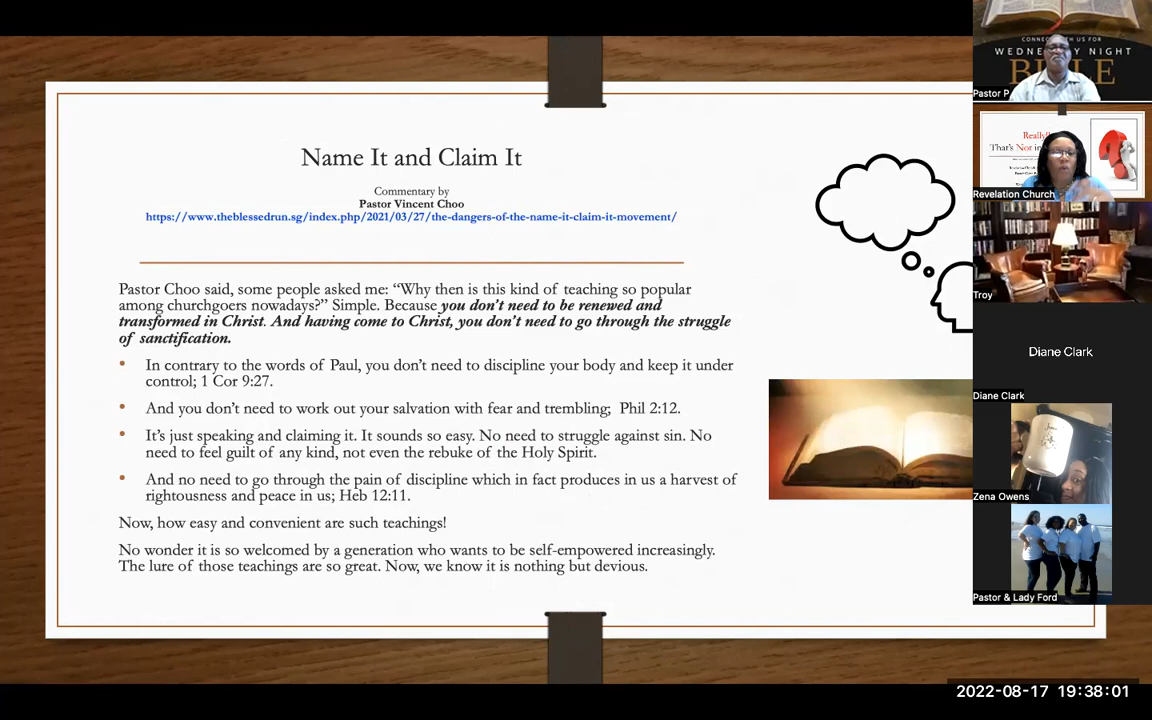 Name It and Claim It
Commentary by
Pastor Vincent Choo
https://www.theblessedrun.sg/index.php/2021/03/27/the-dangers-of-the-name-it-claim-it-movement/
Pastor Choo said, some people asked me: “Why then is this kind of teaching so popular
among churchgoers nowadays?” Simple. Because you don’t need to be renewed and
transformed in Christ. And having come to Christ, you don’t need to go through the struggle
of sanctification.
• In contrary to the words of Paul, you don’t need to discipline your body and keep it under
control; 1 Cor 9:27.
• And you don’t need to work out your salvation with fear and trembling; Phil 2:12.
• It’s just speaking and claiming it. It sounds so easy. No need to struggle against sin. No
need to feel guilt of any kind, not even the rebuke of the Holy Spirit.
• And no need to go through the pain of discipline which in fact produces in us a harvest of
rightousness and peace in us; Heb 12:11.
Now, how easy and convenient are such teachings!
No wonder it is so welcomed by a generation who wants to be self-empowered increasingly.
The lure of those teachings are so great. Now, we know it is nothing but devious.
WEDNE Y NIGHT
Pastor P
Really?
That’s Not in
Revelation Church
Troy
Diane Clark
Diane Clark
Zena Owens
Pastor & Lady Ford
2022-08-17 19:38:01